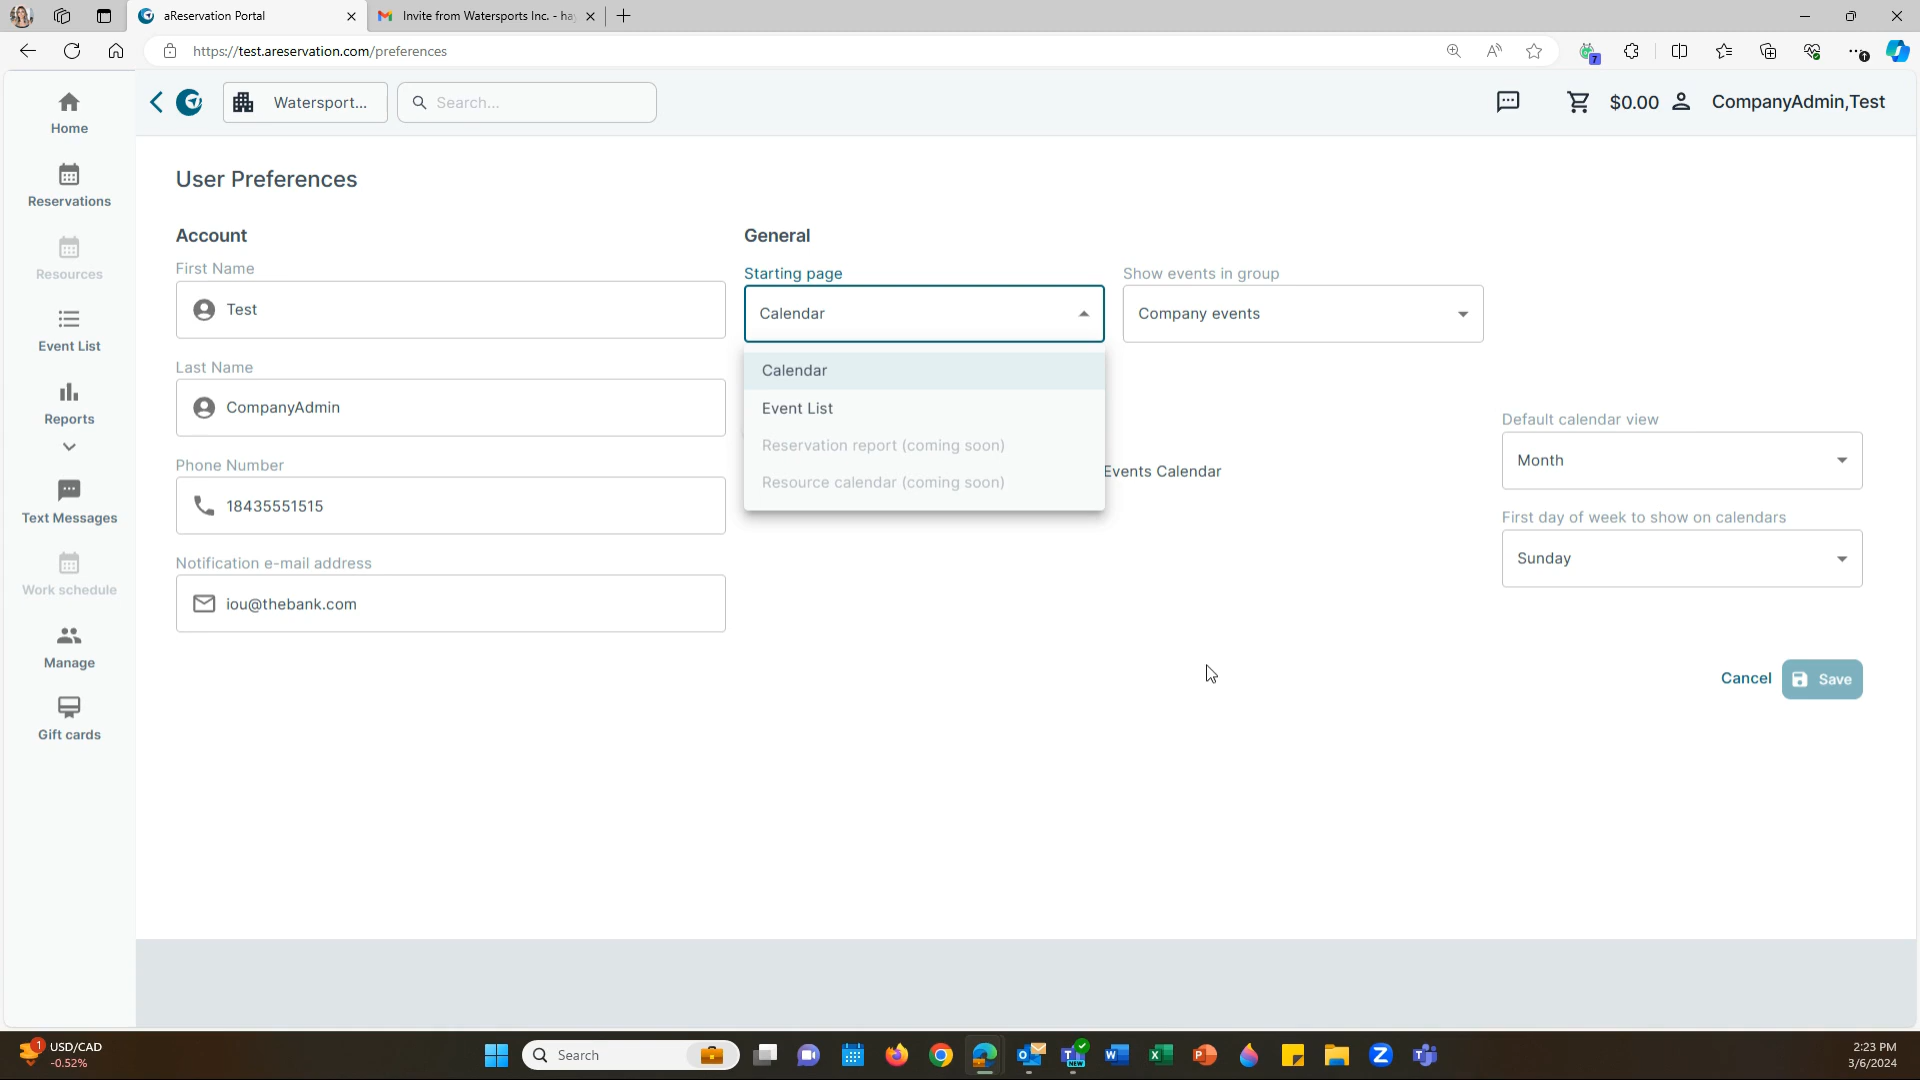 aReservation Portal
Invite from Watersports Inc. - ha
https://test.areservation.com/preferences
7
Watersport...
Search...
$0.00
CompanyAdmin,Test
Home
Reservations
Resources
Event List
Reports
Text Messages
Work schedule
Manage
Gift cards
User Preferences
Account
First Name
Test
Last Name
CompanyAdmin
Phone Number
18435551515
Notification e-mail address
iou@thebank.com
General
Starting page
Calendar
Calendar
Event List
Reservation report (coming soon)
Resource calendar (coming soon)
Show events in group
Company events
Events Calendar
Default calendar view
Month
First day of week to show on calendars
Sunday
Cancel
Save
1
USD/CAD
-0.52%
Search
NEW
2:23 PM
3/6/2024